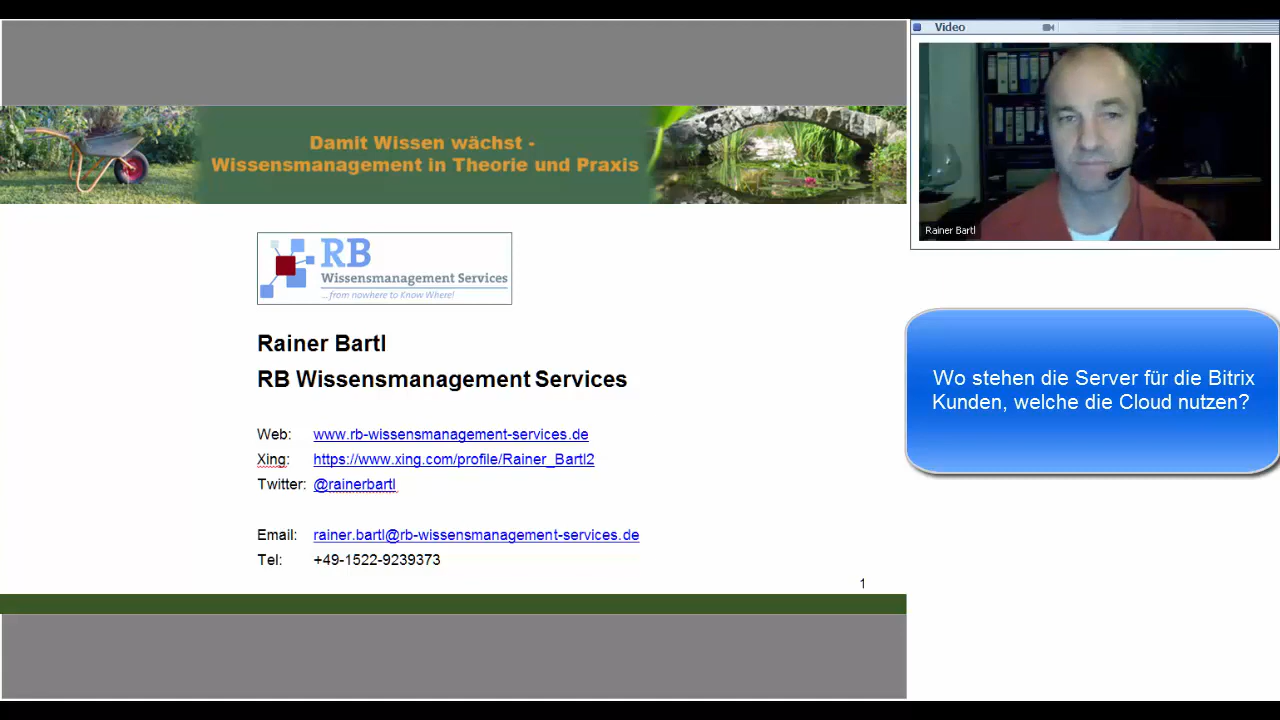 Video
Damit Wissen wächst -
Wissensmanagement in Theorie und Praxis
Rainer Bartl
RB
Wissensmanagement Services
...from nowhere to Know Where!
Rainer Bartl
RB Wissensmanagement Services
Wo stehen die Server für die Bitrix
Kunden, welche die Cloud nutzen?
Web: www.rb-wissensmanagement-services.de
Xing: https://www.xing.com/profile/Rainer_Bartl2
Twitter: @rainerbartl
Email: rainer.bartl@rb-wissensmanagement-services.de
Tel: +49-1522-9239373
1